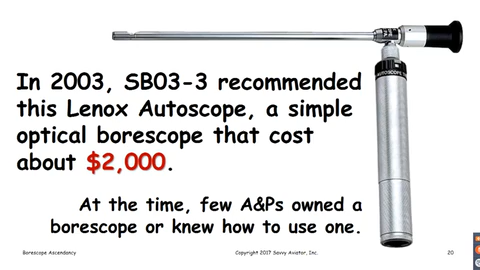 In 2003, SB03-3 recommended
this Lenox Autoscope, a simple
optical borescope that cost
about $2,000.
At the time, few A&Ps owned a
borescope or knew how to use one.
Borescope Ascendancy
Copyright 2017 Savvy Aviator, Inc.
20